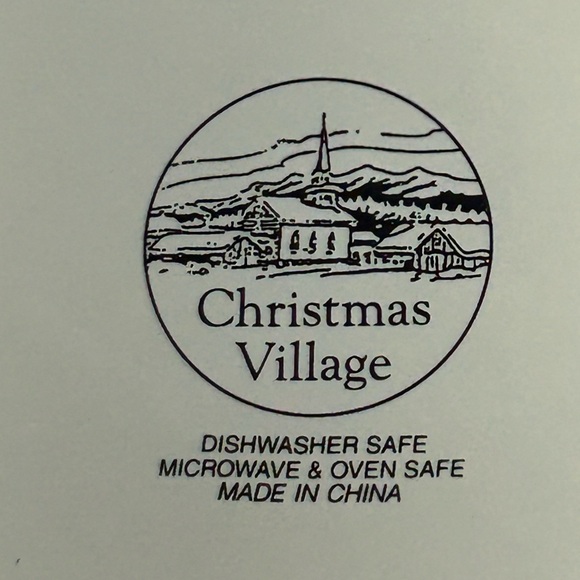 Christmas
Village
DISHWASHER SAFE
MICROWAVE & OVEN SAFE
MADE IN CHINA